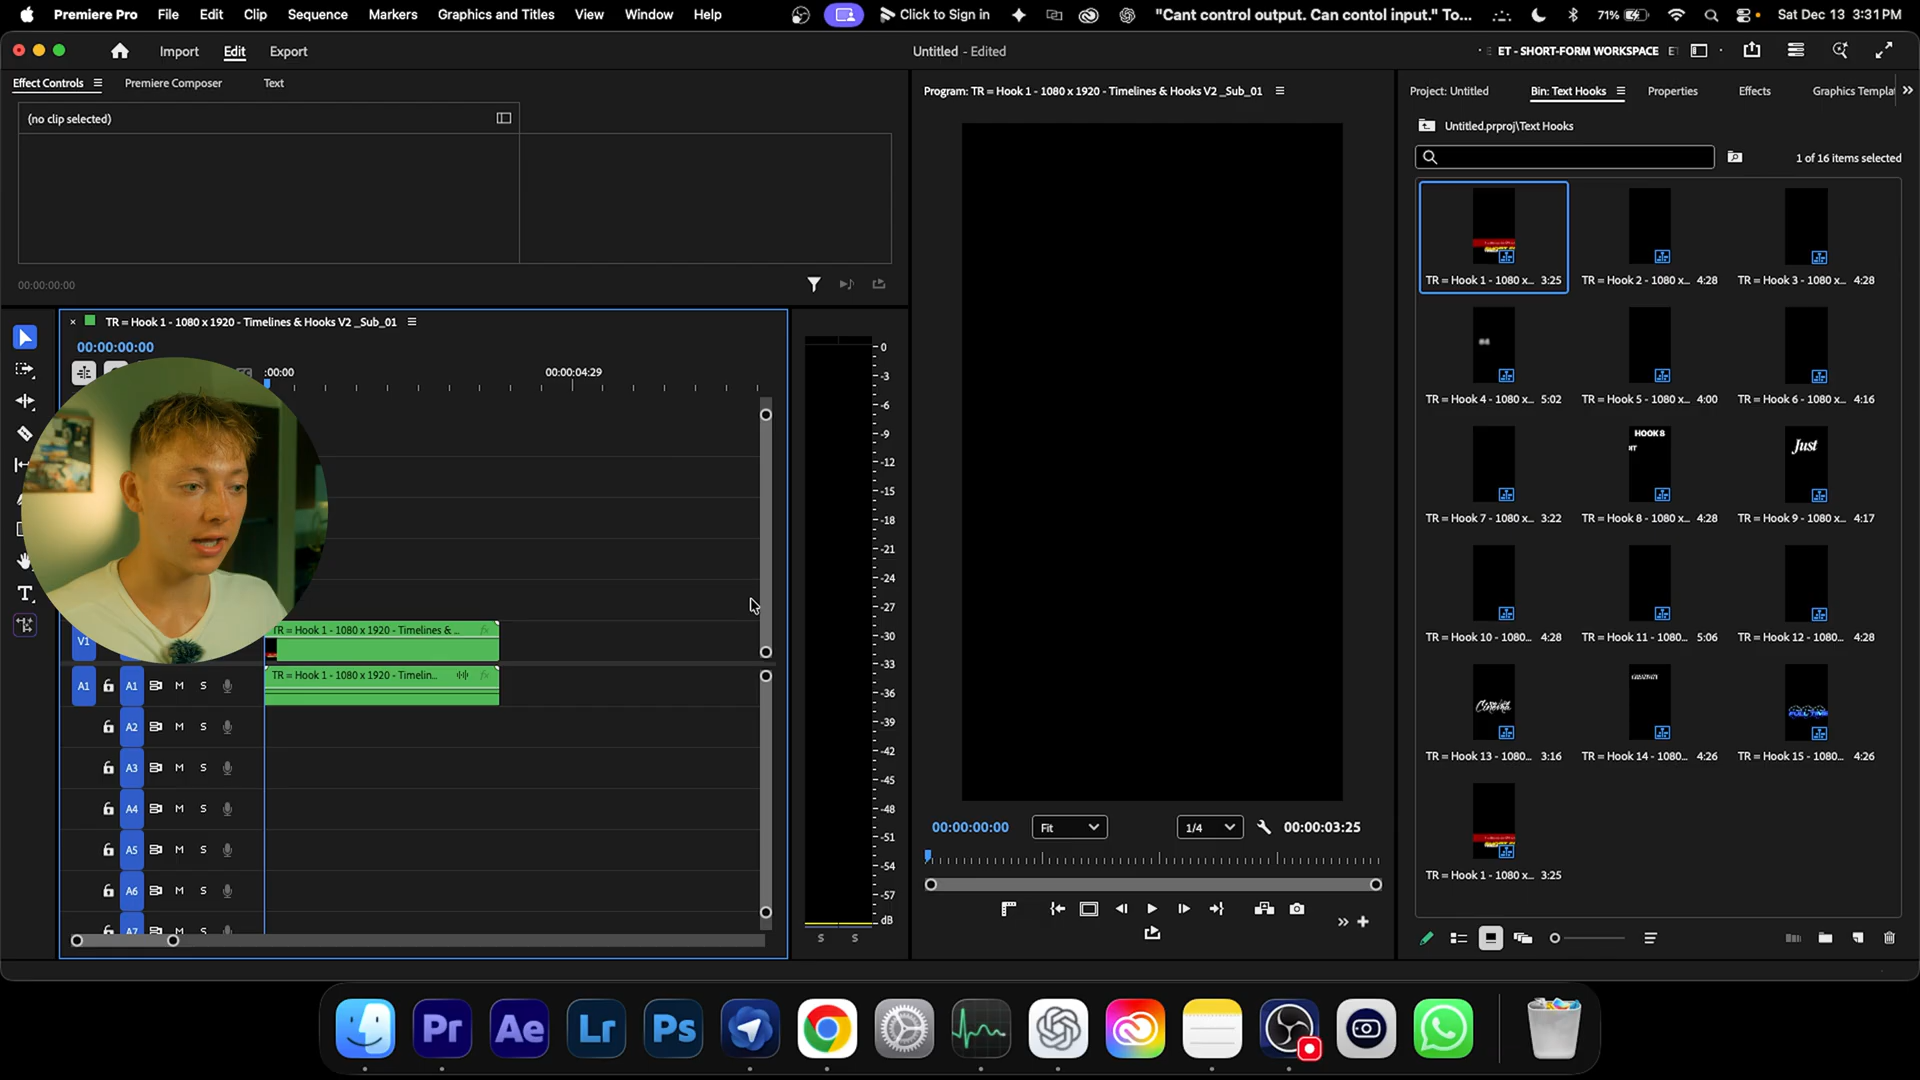 Premiere Pro File Edit Clip Sequence Markers Graphics and Titles View Window Help
Click to Sign in
"Cant control output. Can contol input." To...
71%
Sat Dec 13 3:31 PM
Import Edit Export
Untitled - Edited
ET - SHORT-FORM WORKSPACE
ET
Effect Controls Premiere Composer Text
(no clip selected)
00:00:00:00
Program: TR = Hook 1 - 1080 x 1920 - Timelines & Hooks V2 _Sub_01
Project: Untitled Bin: Text Hooks Properties Effects Graphics Templat
Untitled.prproj\Text Hooks
1 of 16 items selected
TR = Hook 1 - 1080 x... 3:25
TR = Hook 2 - 1080 x... 4:28
TR = Hook 3 - 1080 x... 4:28
TR = Hook 4 - 1080 x... 5:02
TR = Hook 5 - 1080 x... 4:00
TR = Hook 6 - 1080 x... 4:16
HOOK 8
Just
TR = Hook 7 - 1080 x... 3:22
TR = Hook 8 - 1080 x... 4:28
TR = Hook 9 - 1080 x... 4:17
TR = Hook 10 - 1080... 4:28
TR = Hook 11 - 1080... 5:06
TR = Hook 12 - 1080... 4:28
TR = Hook 13 - 1080... 3:16
TR = Hook 14 - 1080... 4:26
TR = Hook 15 - 1080... 4:26
TR = Hook 1 - 1080 x... 3:25
TR = Hook 1 - 1080 x 1920 - Timelines & Hooks V2 _Sub_01
00:00:00:00
:00:00
00:00:04:29
V1
TR = Hook 1 - 1080 x 1920 - Timelines & ... fx
A1 A1 M S
TR = Hook 1 - 1080 x 1920 - Timelin... fx
A2 M S
A3 M S
A4 M S
A5 M S
A6 M S
A7 M S
0
-3
-6
-9
-12
-15
-18
-21
-24
-27
-30
-33
-36
-39
-42
-45
-48
-51
-54
-57
dB
S S
00:00:00:00
Fit
1/4
00:00:03:25
Pr Ae Lr Ps